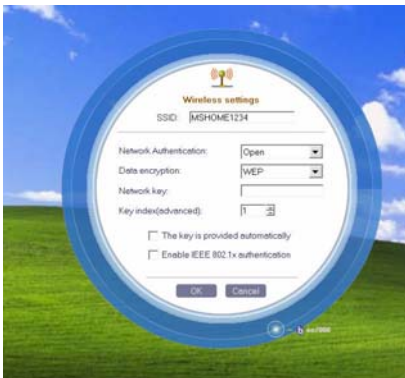 Wireless settings
SSID: MSHOME1234
Network Authentication: Open
Data encryption: WEP
Network key:
Key index(advanced): 1
The key is provided automatically
Enable IEEE 802.1x authentication
OK Cancel